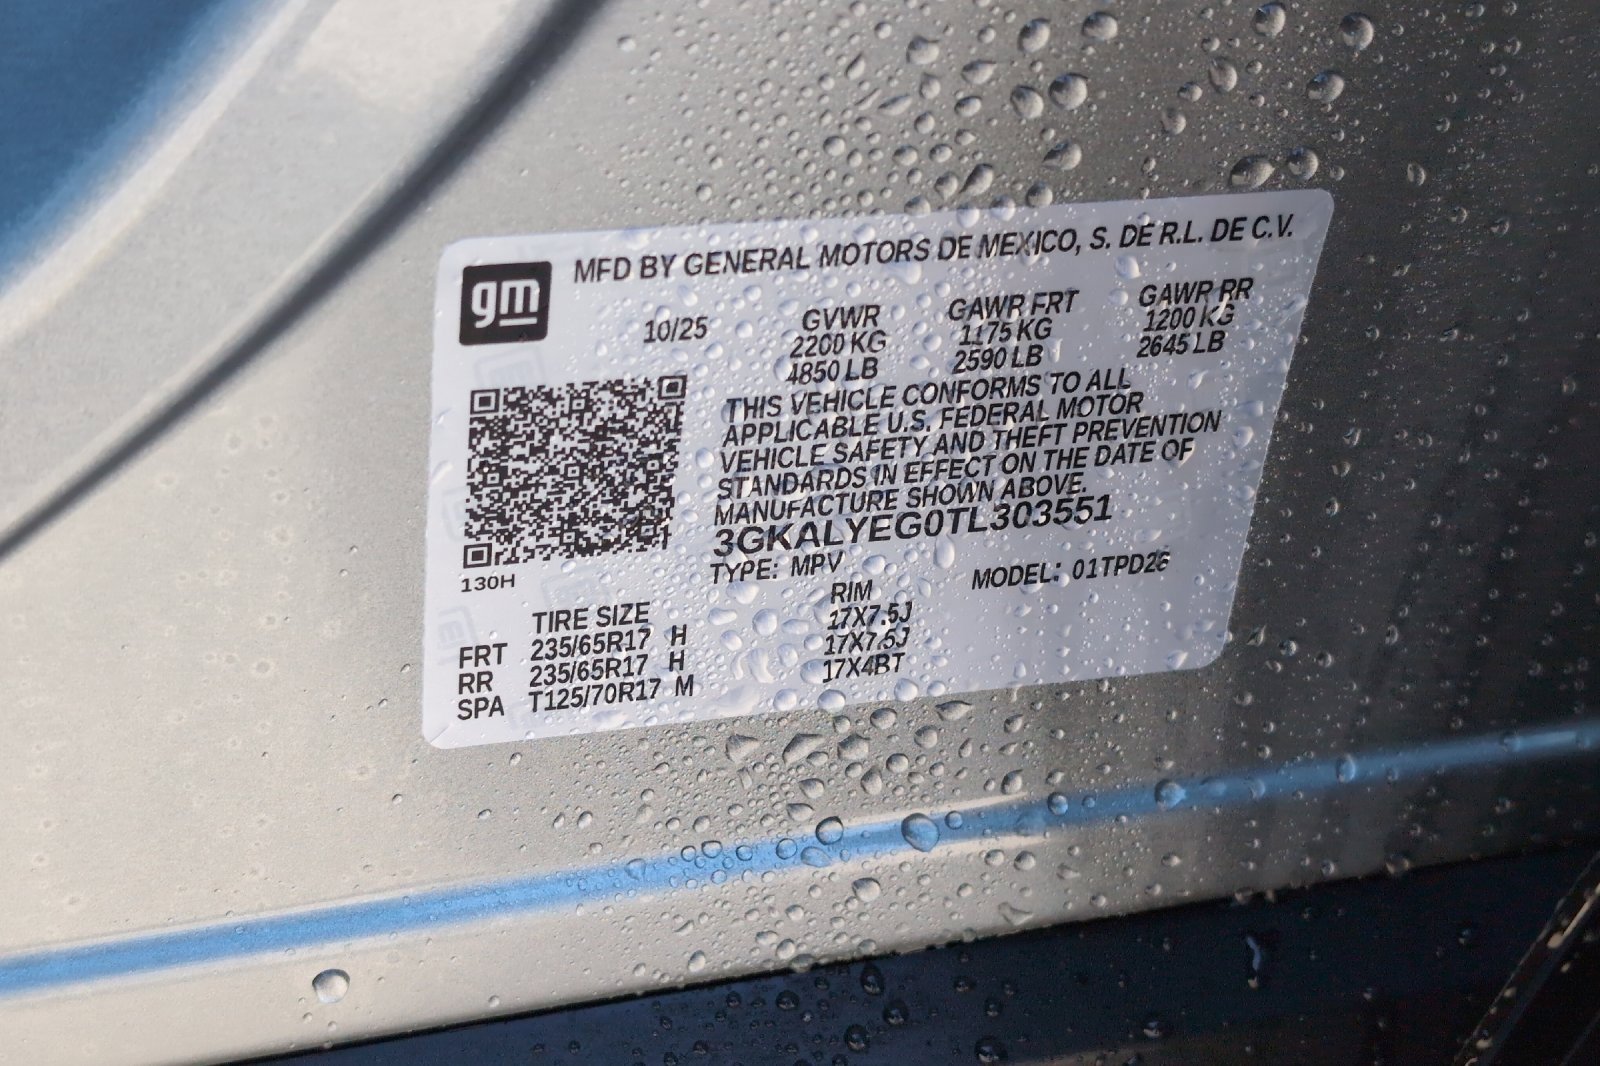 gm MFD BY GENERAL MOTORS DE MEXICO, S. DE R.L. DE C.V.
10/25 GVWR GAWR FRT GAWR RR
2200 KG 1175 KG 1200 KG
4850 LB 2590 LB 2645 LB
THIS VEHICLE CONFORMS TO ALL
APPLICABLE U.S. FEDERAL MOTOR
VEHICLE SAFETY AND THEFT PREVENTION
STANDARDS IN EFFECT ON THE DATE OF
MANUFACTURE SHOWN ABOVE.
3GKALYEG0TL303551
TYPE: MPV MODEL: 01TPD26
130H
TIRE SIZE RIM
FRT 235/65R17 H 17X7.5J
RR 235/65R17 H 17X7.5J
SPA T125/70R17 M 17X4BT